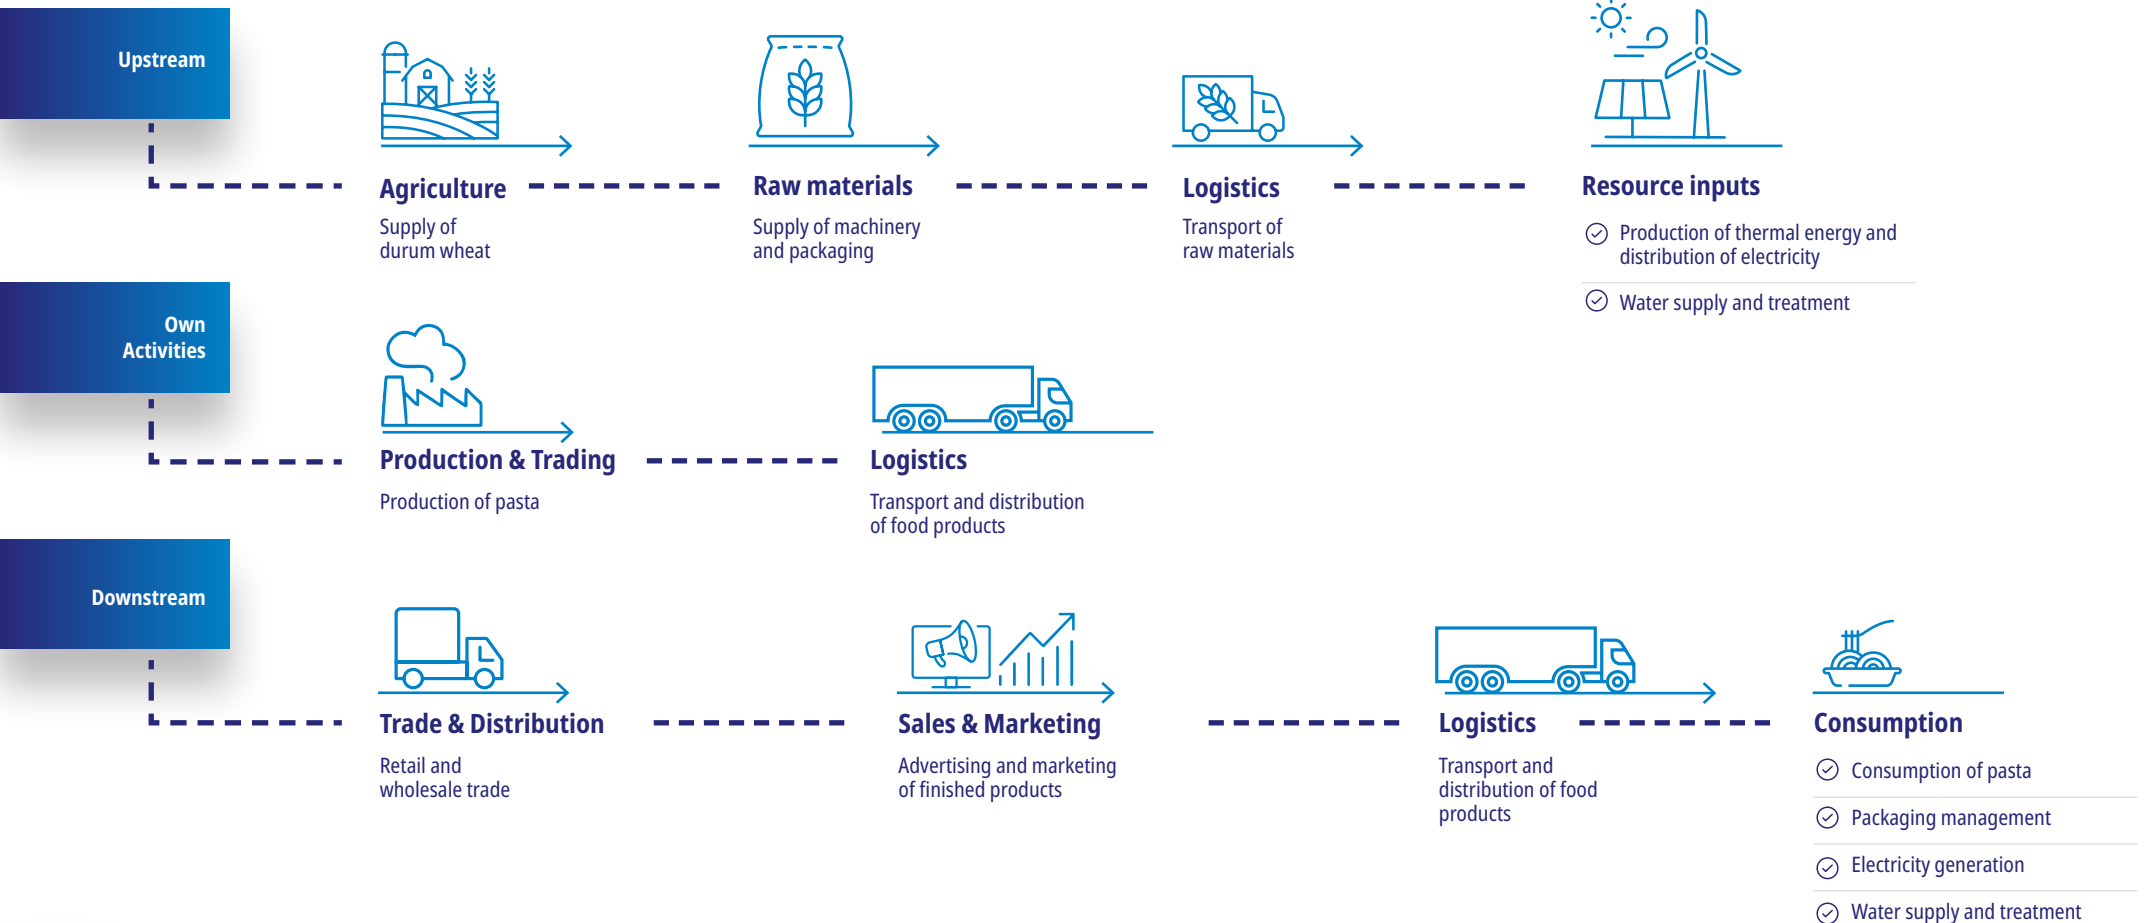 Upstream
Agriculture
Supply of
durum wheat
Raw materials
Supply of machinery
and packaging
Logistics
Transport of
raw materials
Resource inputs
Production of thermal energy and
distribution of electricity
Water supply and treatment
Own
Activities
Production & Trading
Production of pasta
Logistics
Transport and distribution
of food products
Downstream
Trade & Distribution
Retail and
wholesale trade
Sales & Marketing
Advertising and marketing
of finished products
Logistics
Transport and
distribution of food
products
Consumption
Consumption of pasta
Packaging management
Electricity generation
Water supply and treatment